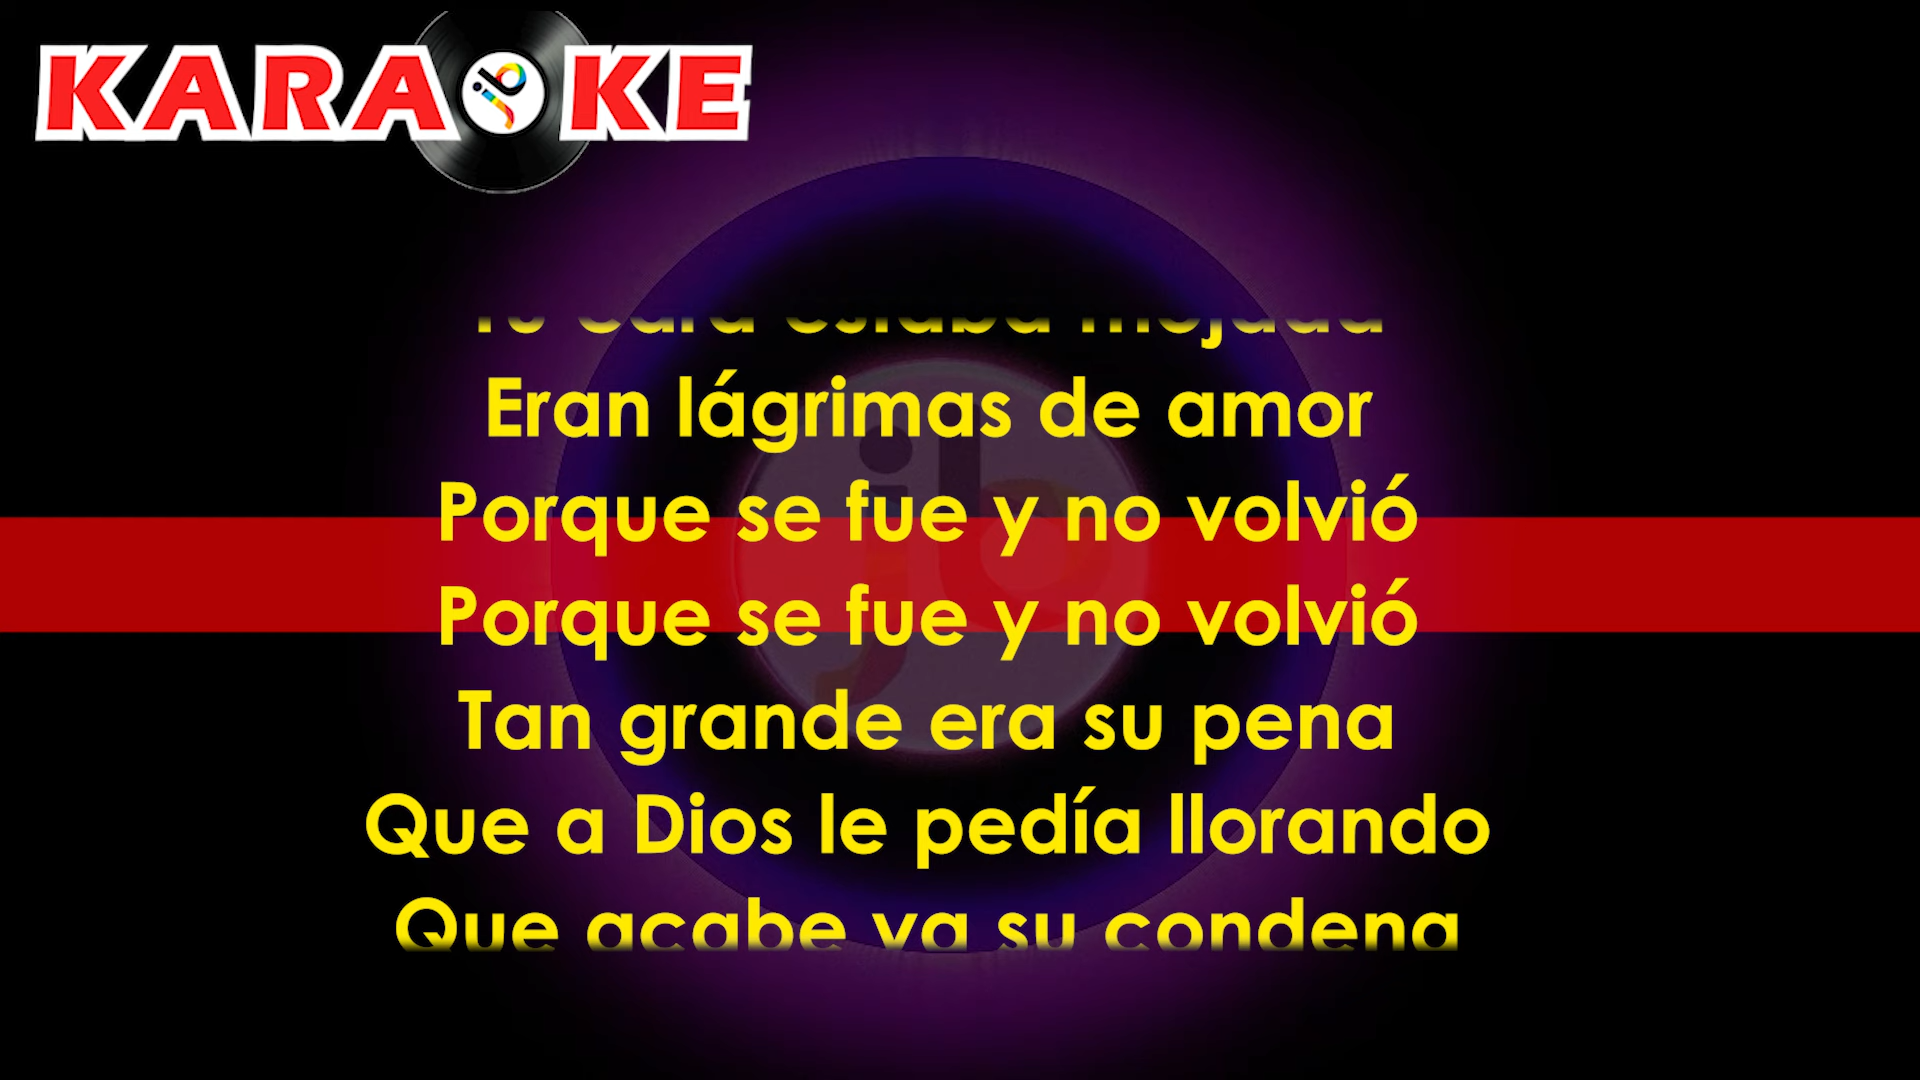 KARAOKE
cara estaba mojada
Eran lágrimas de amor
Porque se fue y no volvió
Porque se fue y no volvió
Tan grande era su pena
Que a Dios le pedía llorando
Que acabe ya su condena